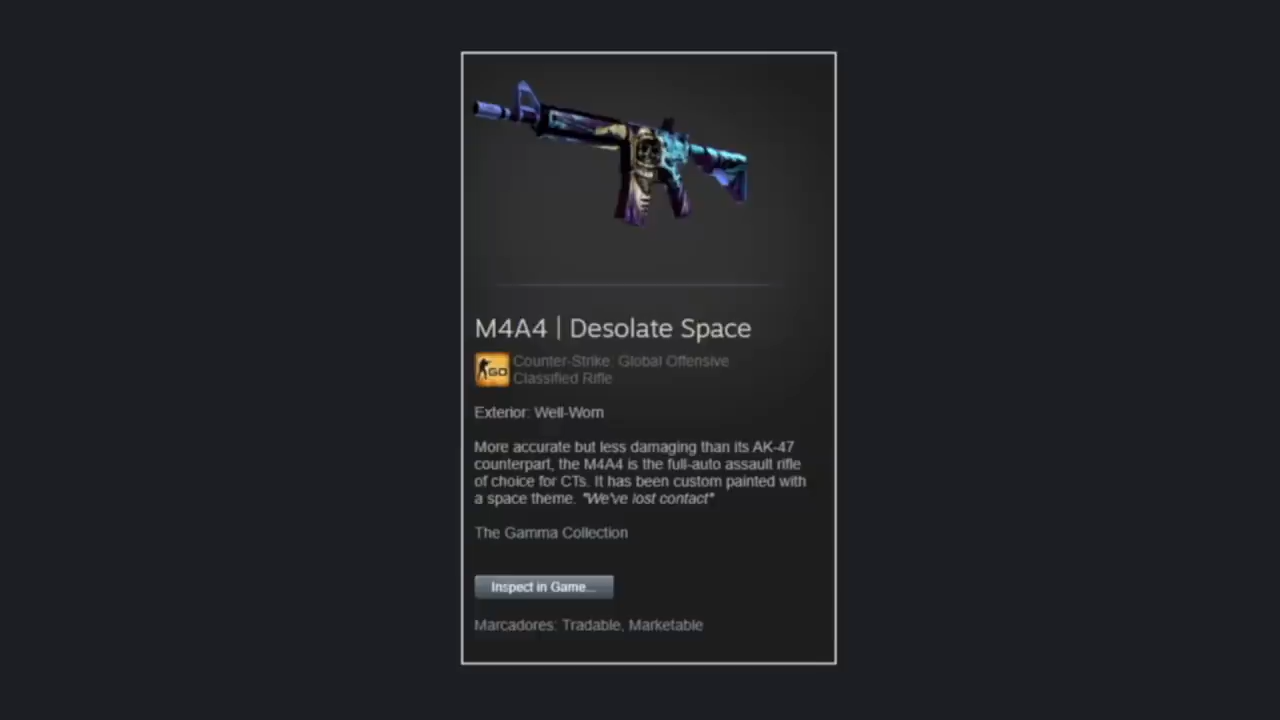 M4A4 | Desolate Space
GO
Counter-Strike: Global Offensive
Classified Rifle
Exterior: Well-Worn
More accurate but less damaging than its AK-47
counterpart, the M4A4 is the full-auto assault rifle
of choice for CTs. It has been custom painted with
a space theme. "We've lost contact"
The Gamma Collection
Inspect in Game...
Marcadores: Tradable, Marketable